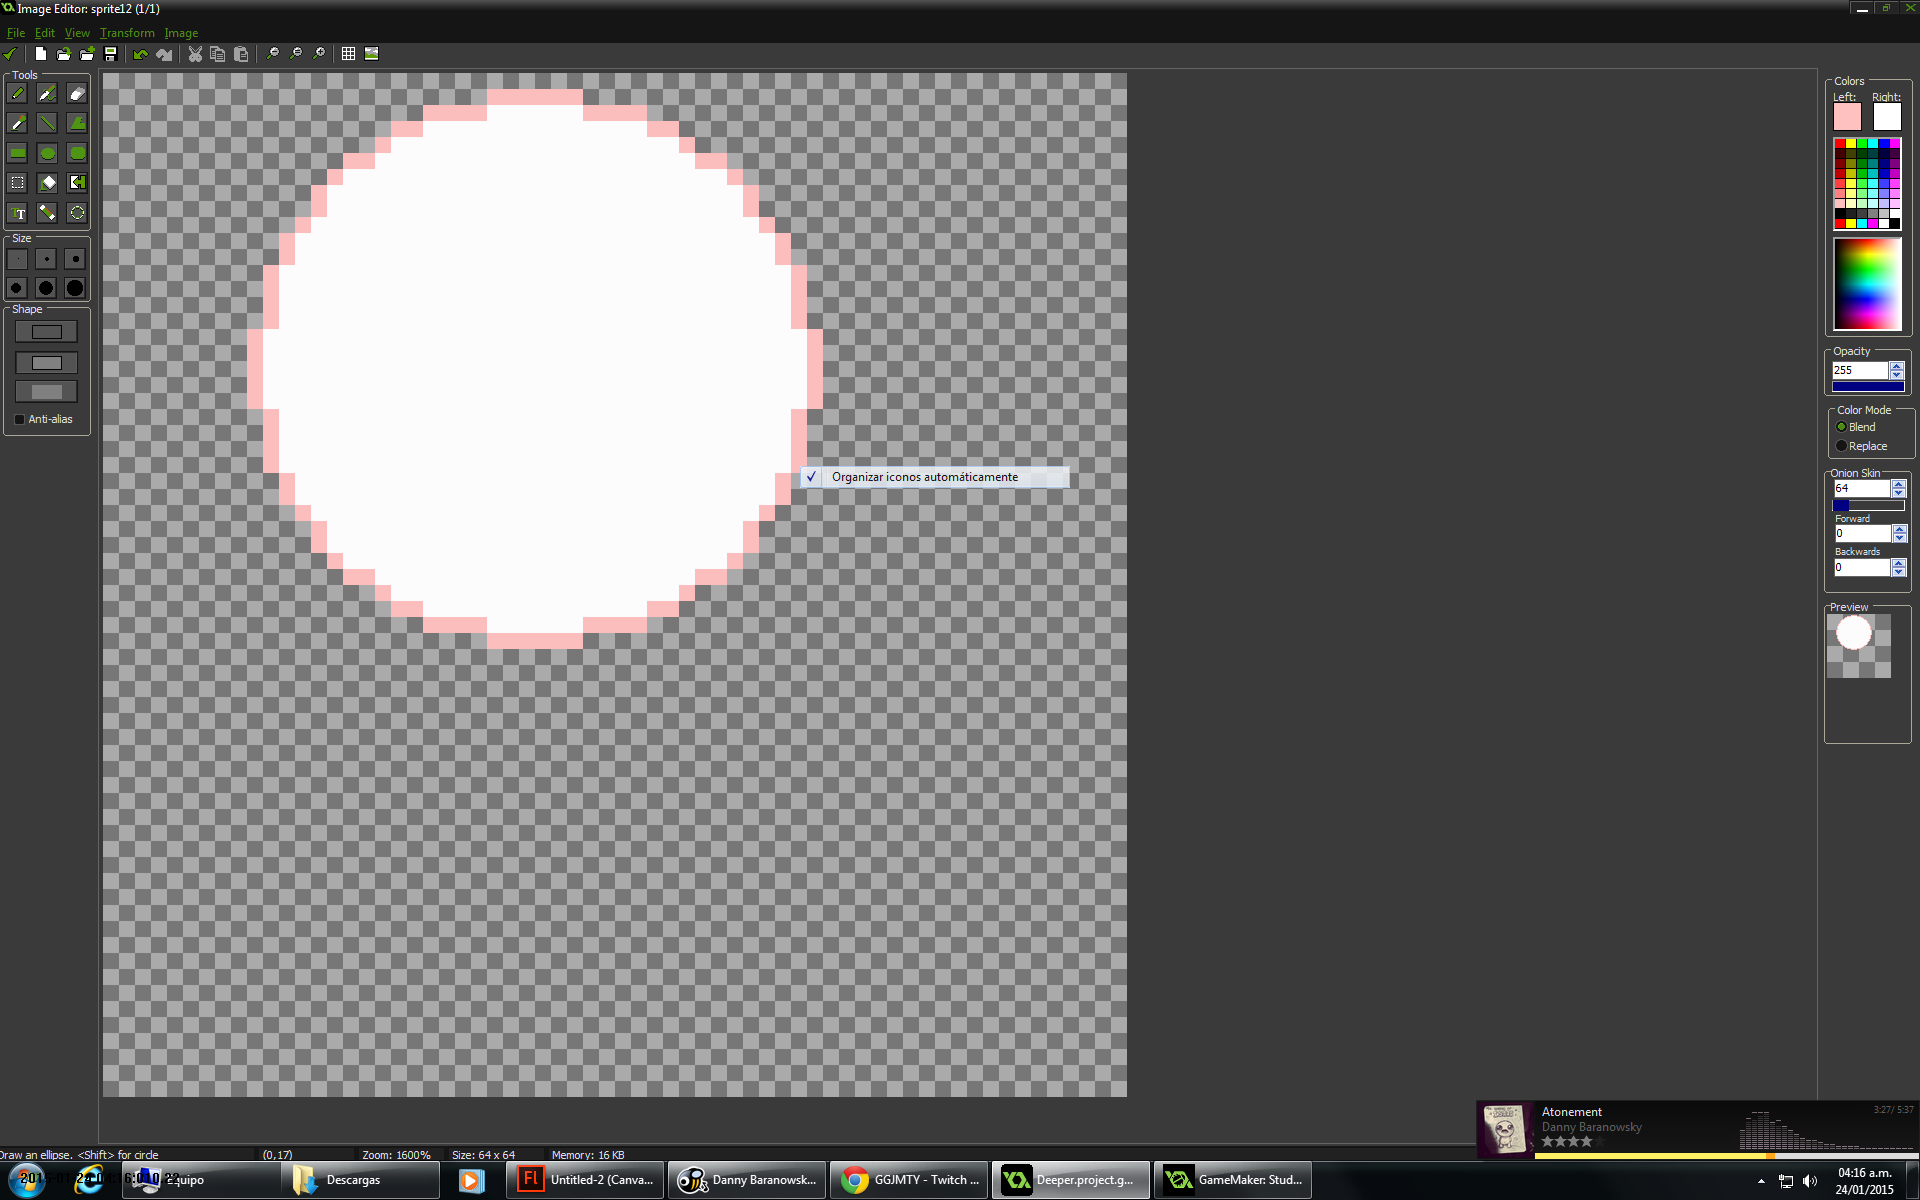 Image Editor: sprite12 (1/1)
File Edit View Transform Image
Tools
Size
Shape
Anti-alias
Organizar iconos automáticamente
Colors
Left: Right:
Opacity
255
Color Mode
Blend
Replace
Onion Skin
64
Forward
0
Backwards
0
Preview
Atonement
3:27/ 5:37
Danny Baranowsky
Draw an ellipse. <Shift> for circle
(0,17)
Zoom: 1600%
Size: 64 x 64
Memory: 16 KB
Descargas
Untitled-2 (Canva...
Danny Baranowsk...
GGJMTY - Twitch ...
Deeper.project.g...
GameMaker: Stud...
04:16 a.m.
24/01/2015